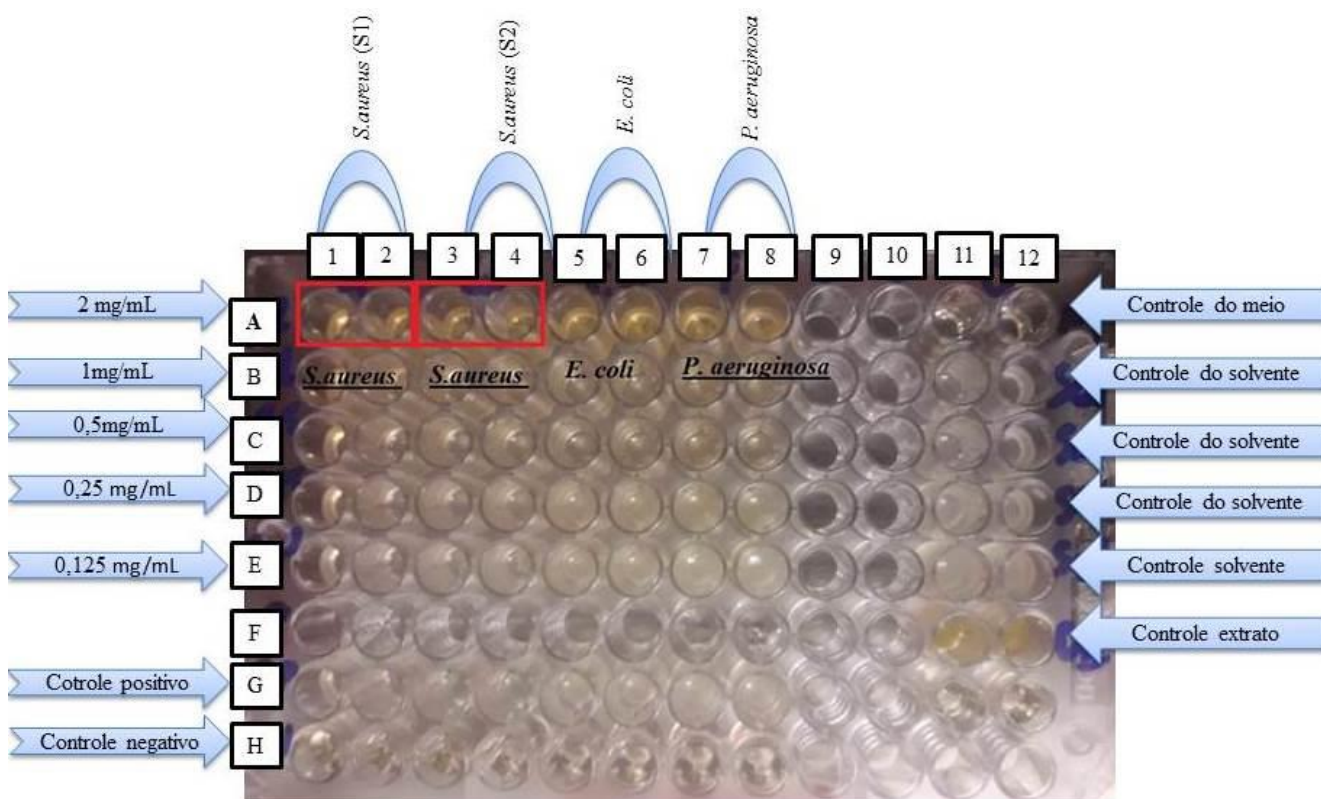 S.aureus (S1)
S.aureus (S2)
E. coli
P. aeruginosa
1 2 3 4 5 6 7 8 9 10 11 12
2 mg/mL
A
Controle do meio
S.aureus S.aureus E. coli P. aeruginosa
1mg/mL
B
Controle do solvente
0,5mg/mL
C
Controle do solvente
0,25 mg/mL
D
Controle do solvente
0,125 mg/mL
E
Controle solvente
F
Controle extrato
Cotrole positivo
G
Controle negativo
H